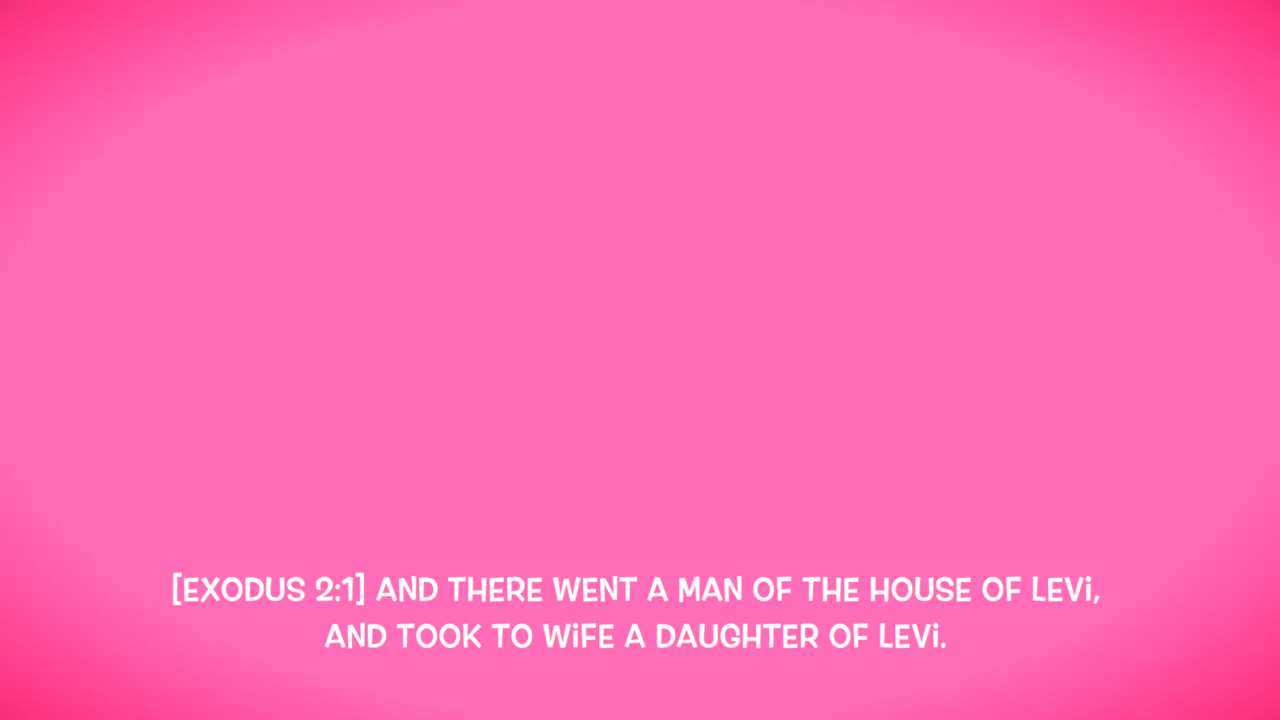 [EXODUS 2:1] AND THERE WENT A MAN OF THE HOUSE OF LEVi,
AND TOOK TO WiFE A DAUGHTER OF LEVi.